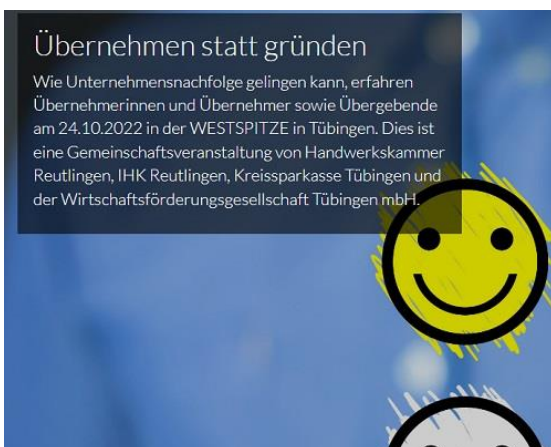 Übernehmen statt gründen
Wie Unternehmensnachfolge gelingen kann, erfahren
Übernehmerinnen und Übernehmer sowie Übergebende
am 24.10.2022 in der WESTSPITZE in Tübingen. Dies ist
eine Gemeinschaftsveranstaltung von Handwerkskammer
Reutlingen, IHK Reutlingen, Kreissparkasse Tübingen und
der Wirtschaftsförderungsgesellschaft Tübingen mbH.